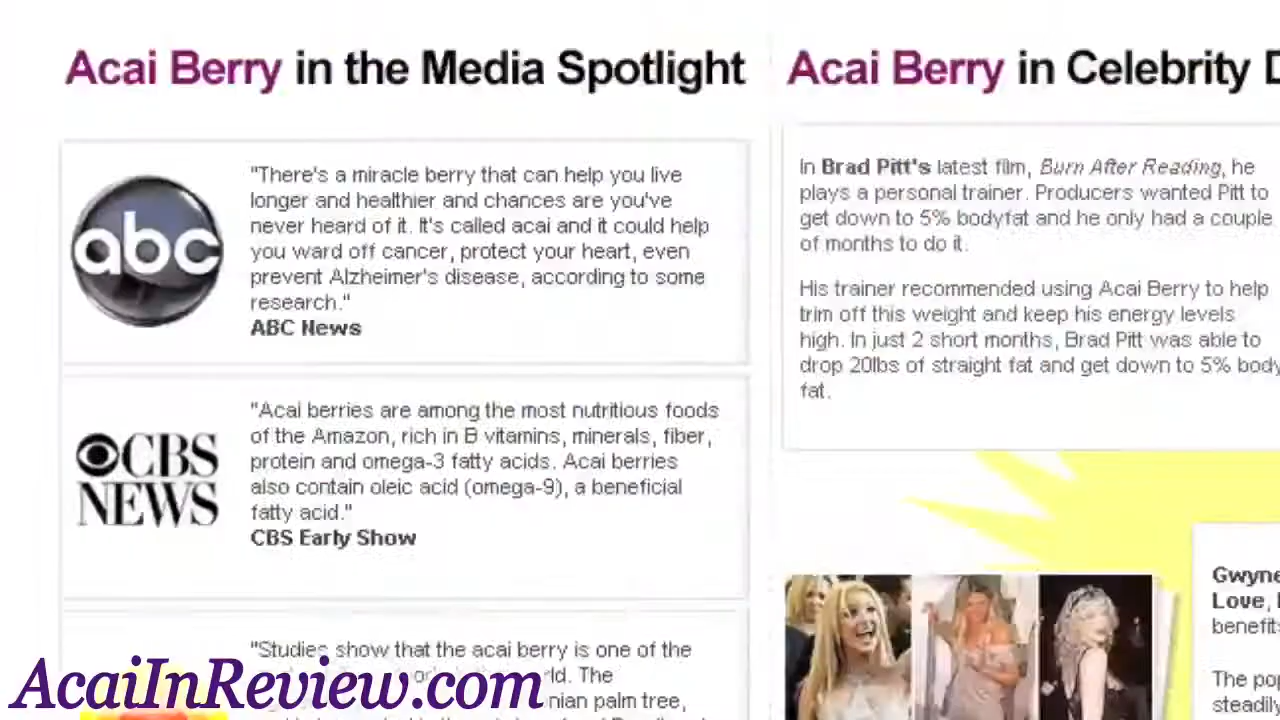 Acai Berry in the Media Spotlight
abc
"There's a miracle berry that can help you live
longer and healthier and chances are you've
never heard of it. It's called acai and it could help
you ward off cancer, protect your heart, even
prevent Alzheimer's disease, according to some
research."
ABC News
CBS
NEWS
"Acai berries are among the most nutritious foods
of the Amazon, rich in B vitamins, minerals, fiber,
protein and omega-3 fatty acids. Acai berries
also contain oleic acid (omega-9), a beneficial
fatty acid."
CBS Early Show
"Studies show that the acai berry is one of the
The
palm tree,
Acai Berry in Celebrity
In Brad Pitt's latest film, Burn After Reading, he
plays a personal trainer. Producers wanted Pitt to
get down to 5% bodyfat and he only had a couple
of months to do it.
His trainer recommended using Acai Berry to help
trim off this weight and keep his energy levels
high. In just 2 short months, Brad Pitt was able to
drop 20lbs of straight fat and get down to 5% body
fat.
Love,
The
AcaiInReview.com